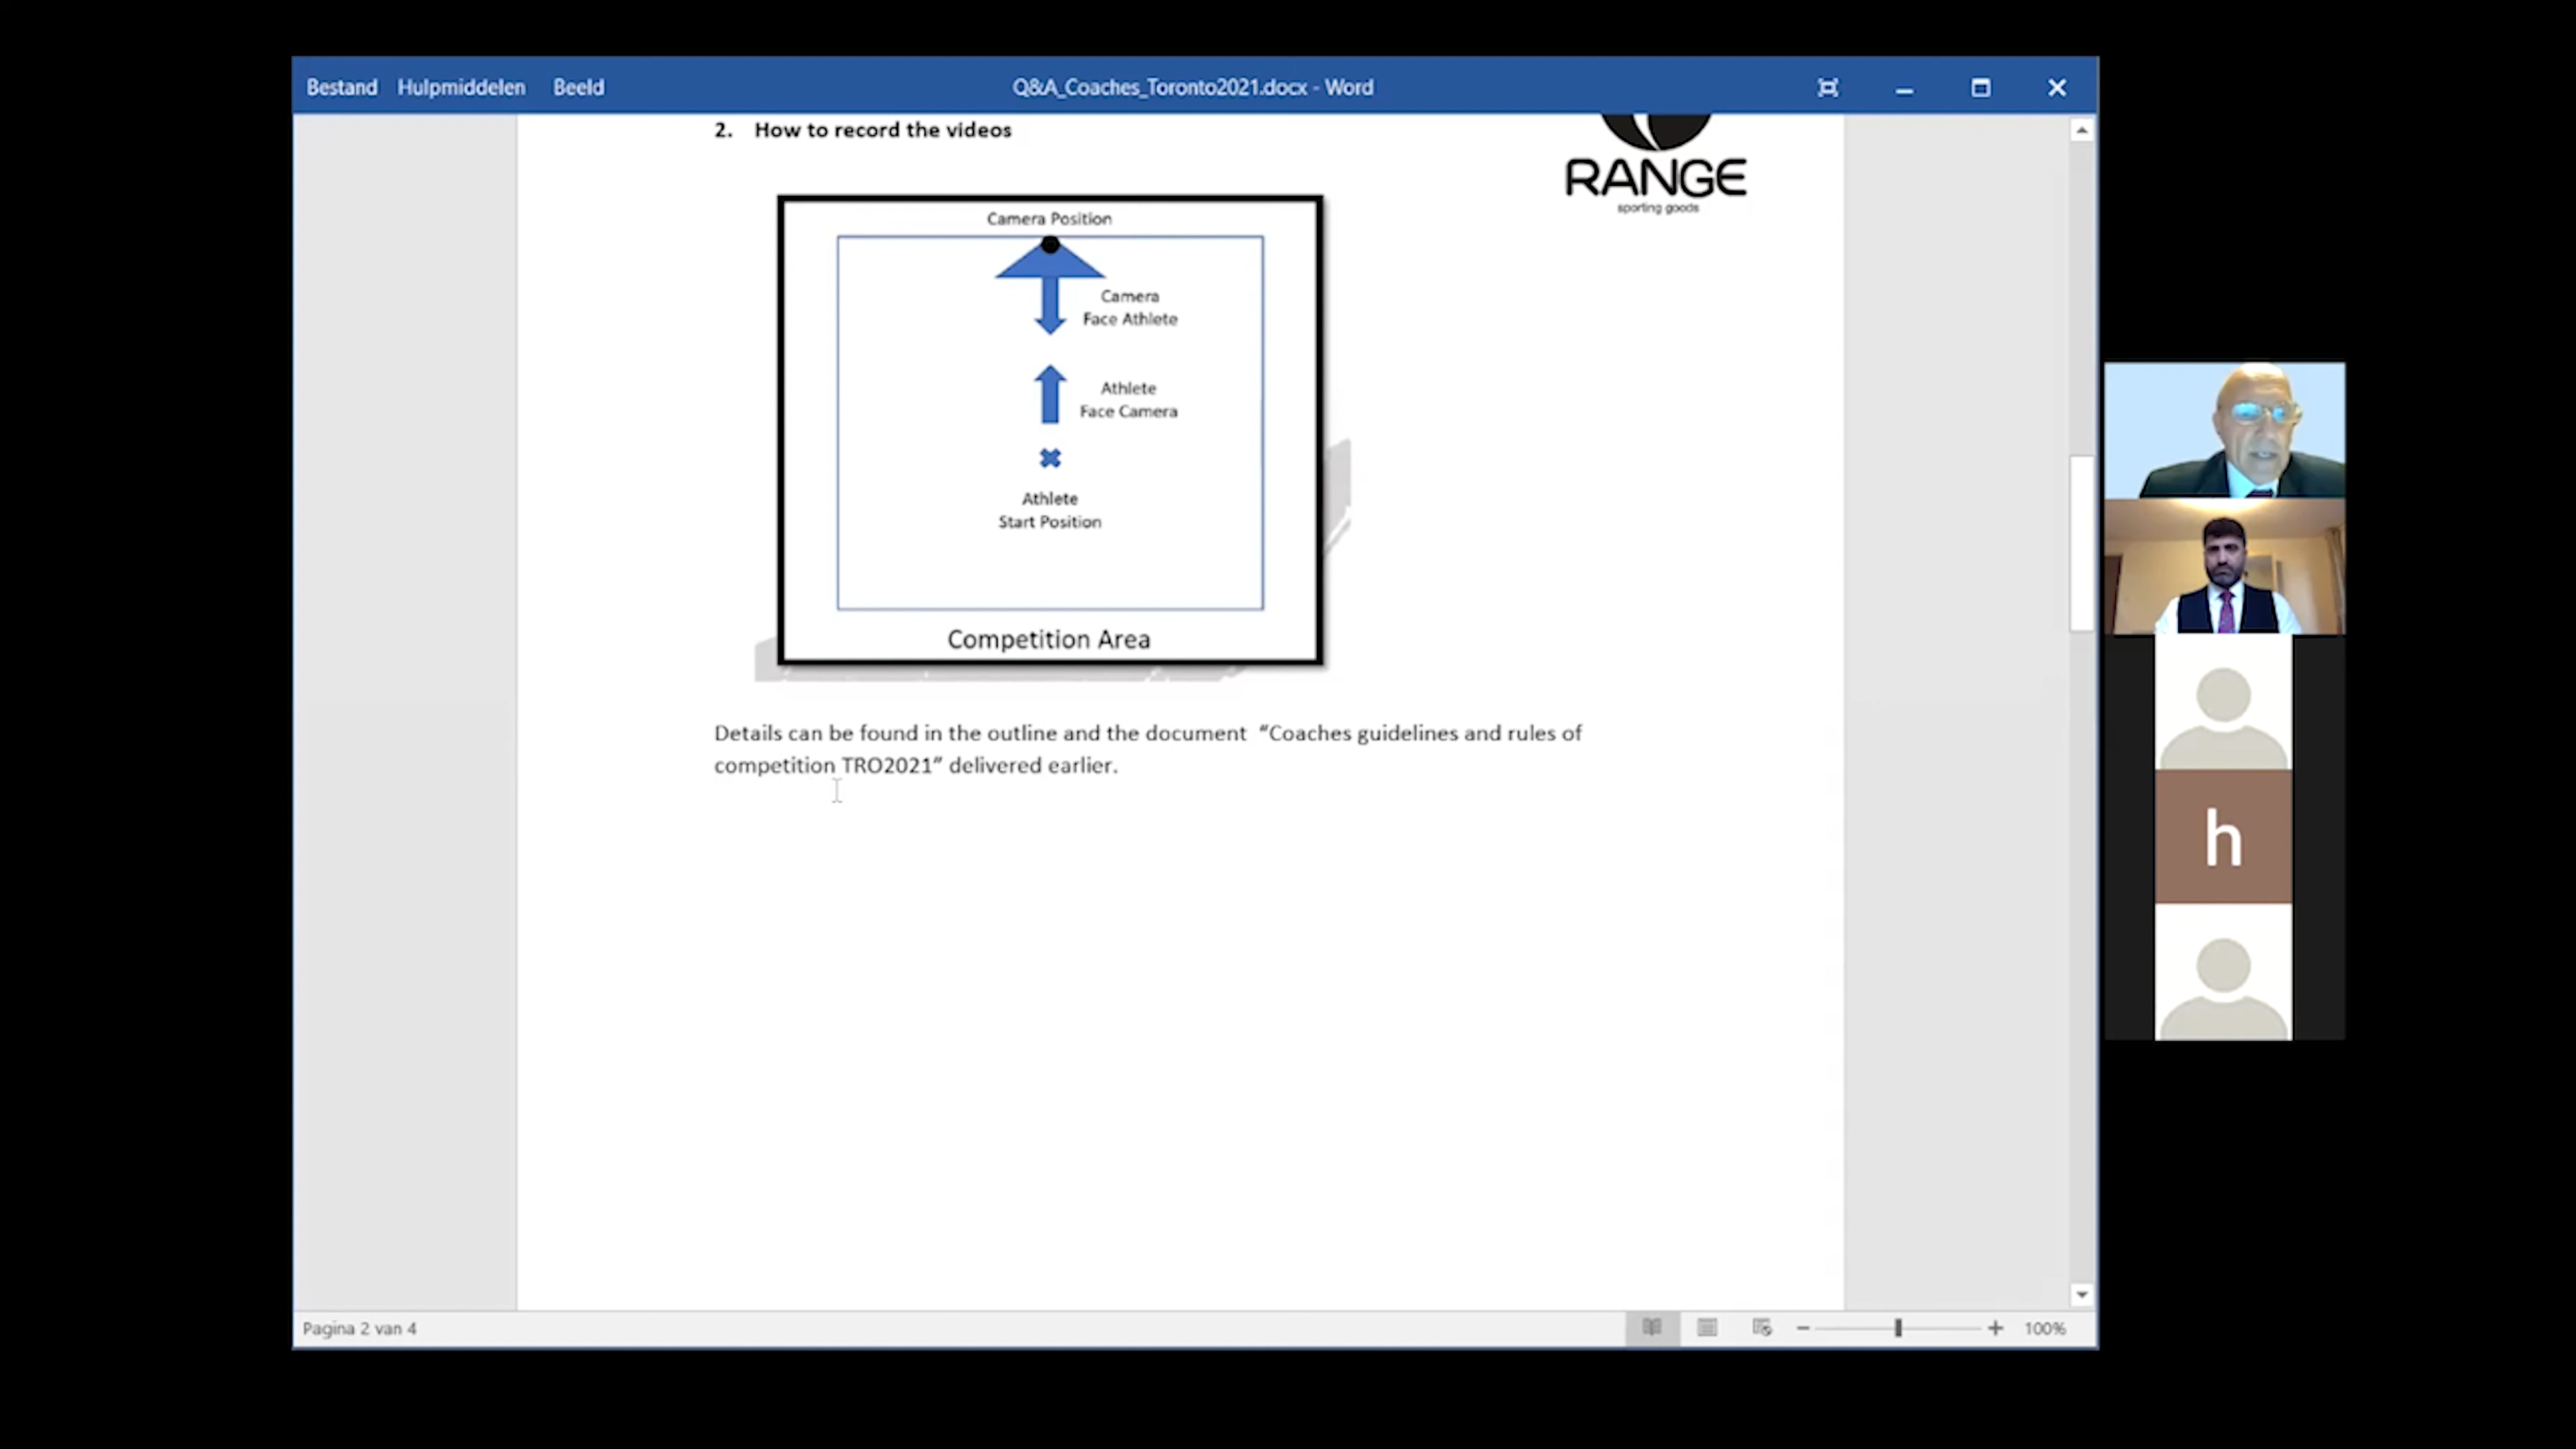 Bestand Hulpmiddelen Beeld Q&A_Coaches_Toronto2021.docx - Word
2. How to record the videos
RANGE
sporting goods
Camera Position
Camera
Face Athlete
Athlete
Face Camera
Athlete
Start Position
Competition Area
Details can be found in the outline and the document “Coaches guidelines and rules of
competition TRO2021” delivered earlier.
h
Pagina 2 van 4 100%